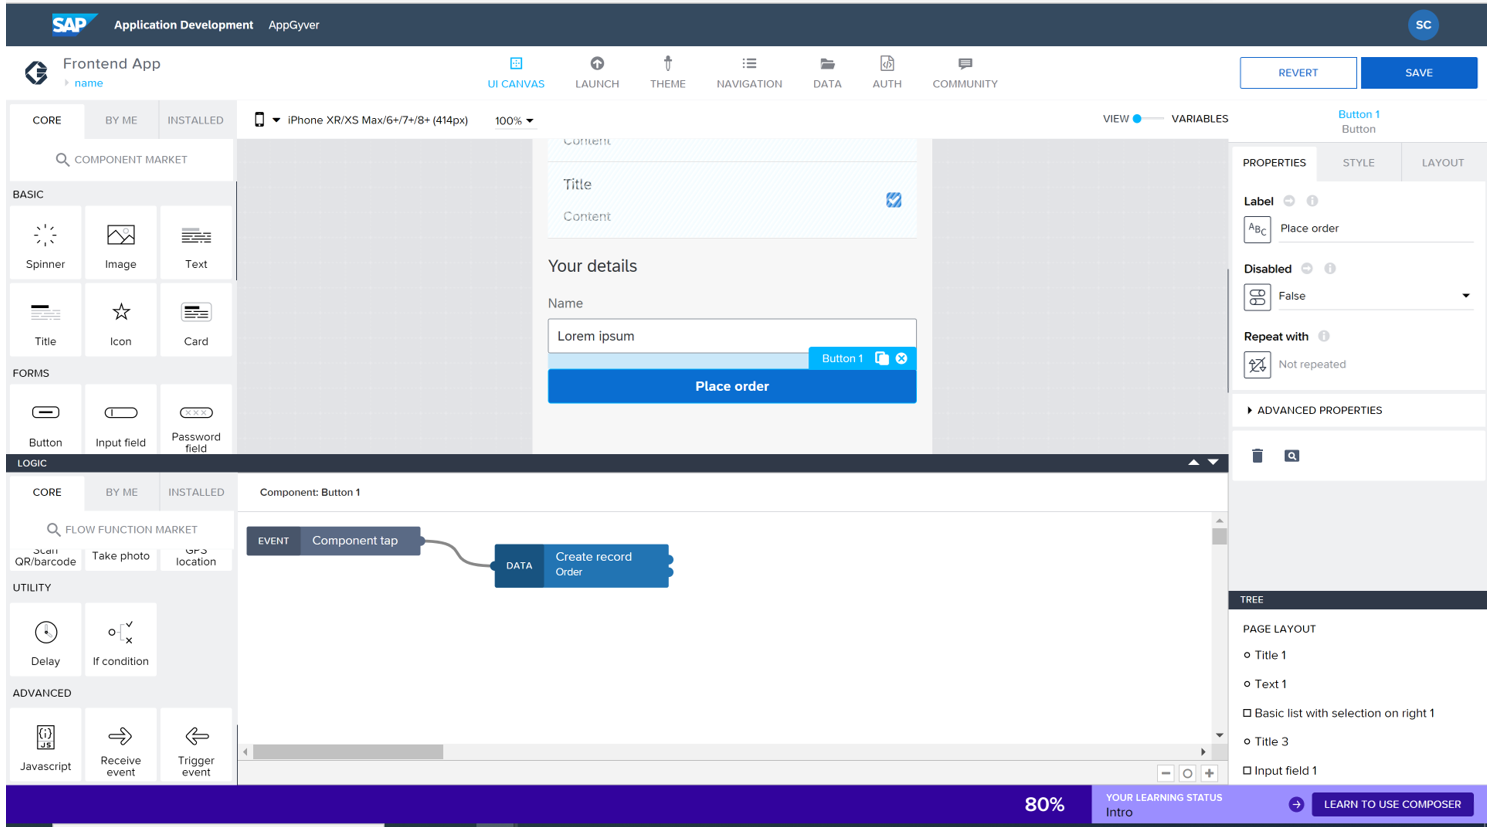 SAP Application Development AppGyver SC
Frontend App
name
UI CANVAS LAUNCH THEME NAVIGATION DATA AUTH COMMUNITY
REVERT SAVE
CORE BY ME INSTALLED
iPhone XR/XS Max/6+/7+/8+ (414px) 100%
VIEW VARIABLES
Button 1
Button
COMPONENT MARKET
BASIC
Spinner Image Text
Title Icon Card
FORMS
Button Input field Password field
Content
Title
Content
Your details
Name
Lorem ipsum
Button 1
Place order
PROPERTIES STYLE LAYOUT
Label
ABC Place order
Disabled
False
Repeat with
Not repeated
ADVANCED PROPERTIES
LOGIC
CORE BY ME INSTALLED
Component: Button 1
FLOW FUNCTION MARKET
Scan QR/barcode Take photo GPS location
UTILITY
Delay If condition
ADVANCED
JS
Javascript Receive event Trigger event
EVENT Component tap
DATA Create record
Order
TREE
PAGE LAYOUT
Title 1
Text 1
Basic list with selection on right 1
Title 3
Input field 1
80%
YOUR LEARNING STATUS
Intro
LEARN TO USE COMPOSER